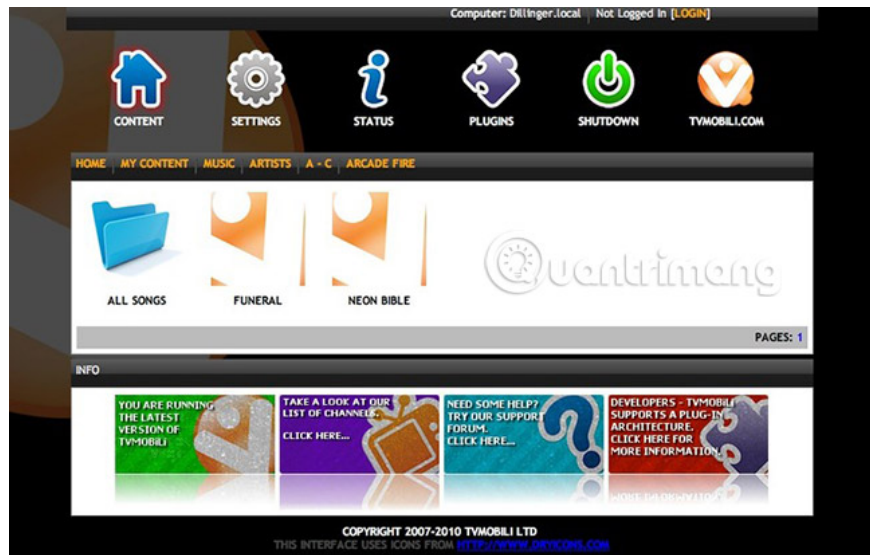 Computer: Dillinger.local | Not Logged In [LOGIN]
CONTENT SETTINGS STATUS PLUGINS SHUTDOWN TVMOBILI.COM
HOME | MY CONTENT | MUSIC | ARTISTS | A - C | ARCADE FIRE
Quantrimang
ALL SONGS FUNERAL NEON BIBLE
PAGES: 1
INFO
YOU ARE RUNNING
THE LATEST
VERSION OF
TVMOBiLi
TAKE A LOOK AT OUR
LIST OF CHANNELS.
CLICK HERE...
NEED SOME HELP?
TRY OUR SUPPORT
FORUM.
CLICK HERE...
DEVELOPERS - TVMOBiLi
SUPPORTS A PLUG-IN
ARCHITECTURE.
CLICK HERE FOR
MORE INFORMATION.
COPYRIGHT 2007-2010 TVMOBILI LTD
THIS INTERFACE USES ICONS FROM HTTP://WWW.DRYICONS.COM